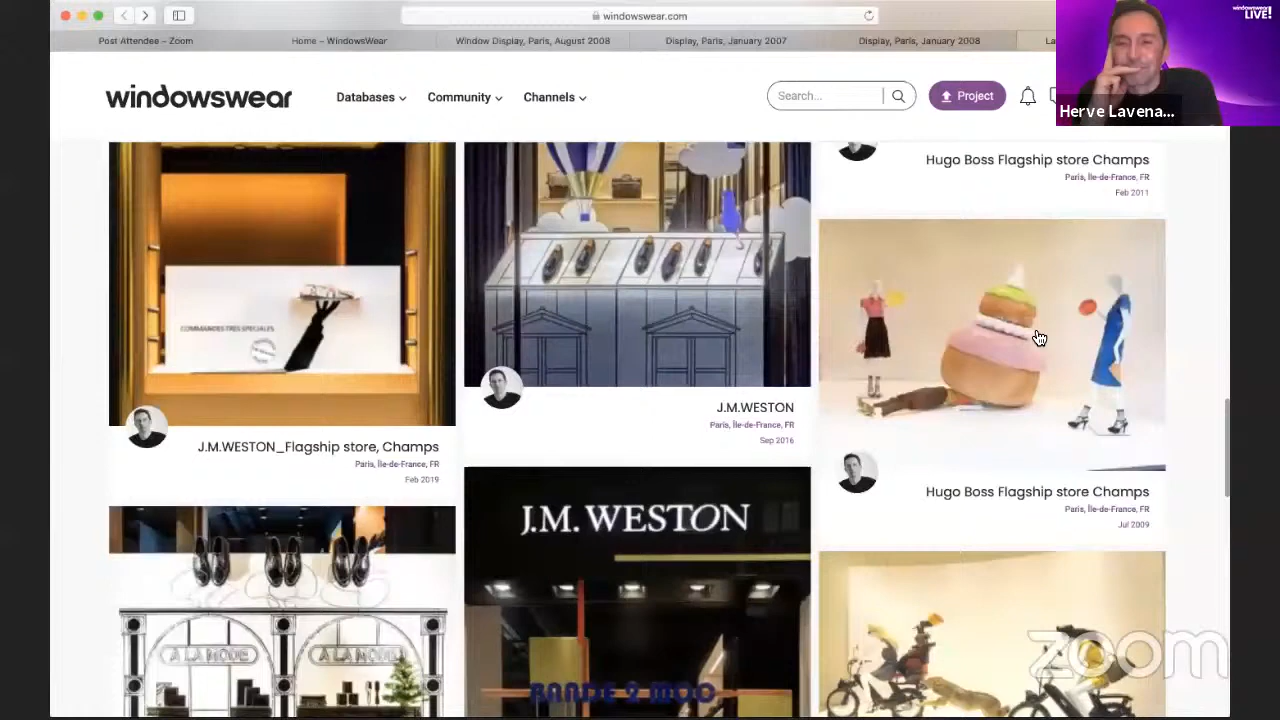 windowswear.com
Post Attendee – Zoom
Home – WindowsWear
Window Display, Paris, August 2008
Display, Paris, January 2007
Display, Paris, January 2008
La
windowswear
LIVE!
Herve Lavena...
windowswear
Databases
Community
Channels
Search...
Project
COMMANDES TRES SPECIALES
J.M.WESTON_Flagship store, Champs
Paris, Île-de-France, FR
Feb 2019
A LA MODE
A LA MODE
J.M.WESTON
Paris, Île-de-France, FR
Sep 2016
J.M. WESTON
Hugo Boss Flagship store Champs
Paris, Île-de-France, FR
Feb 2011
Hugo Boss Flagship store Champs
Paris, Île-de-France, FR
Jul 2009
zoom